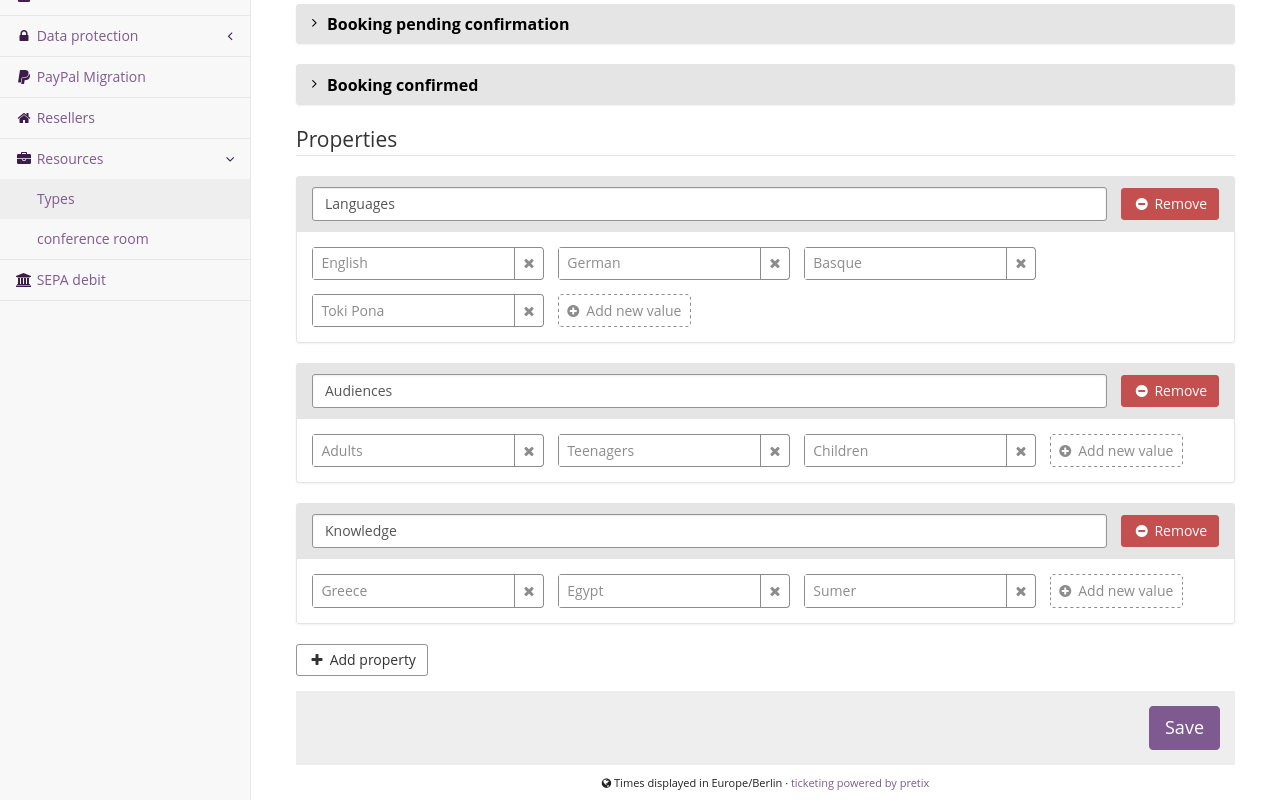 Data protection
PayPal Migration
Resellers
Resources
Types
conference room
SEPA debit
Booking pending confirmation
Booking confirmed
Properties
Languages Remove
English German Basque
Toki Pona Add new value
Audiences Remove
Adults Teenagers Children Add new value
Knowledge Remove
Greece Egypt Sumer Add new value
Add property
Save
Times displayed in Europe/Berlin · ticketing powered by pretix